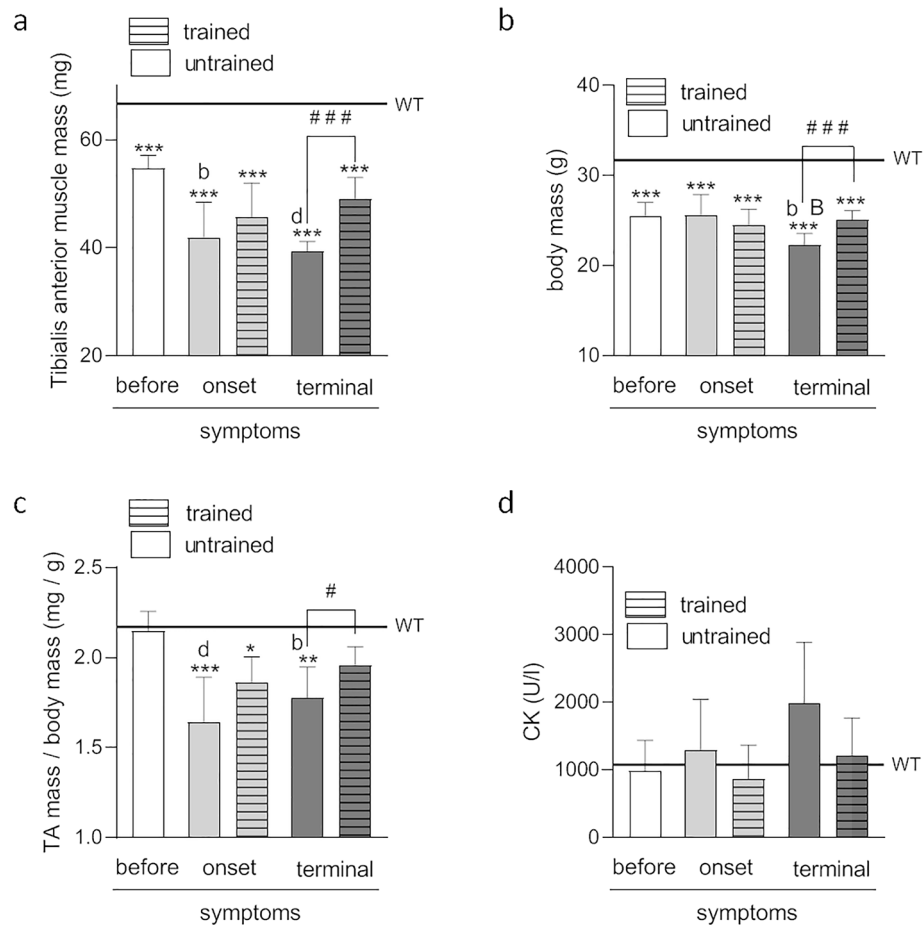 a
trained
untrained
Tibialis anterior muscle mass (mg)
WT
60
40
20
***
b
***
***
d
***
***
# # #
before onset terminal
symptoms
b
trained
untrained
body mass (g)
WT
40
30
20
10
***
***
***
b B
***
***
# # #
before onset terminal
symptoms
c
trained
untrained
TA mass / body mass (mg / g)
WT
2.5
2.0
1.5
1.0
d
***
*
b
**
#
before onset terminal
symptoms
d
trained
untrained
CK (U/l)
WT
4000
3000
2000
1000
0
before onset terminal
symptoms